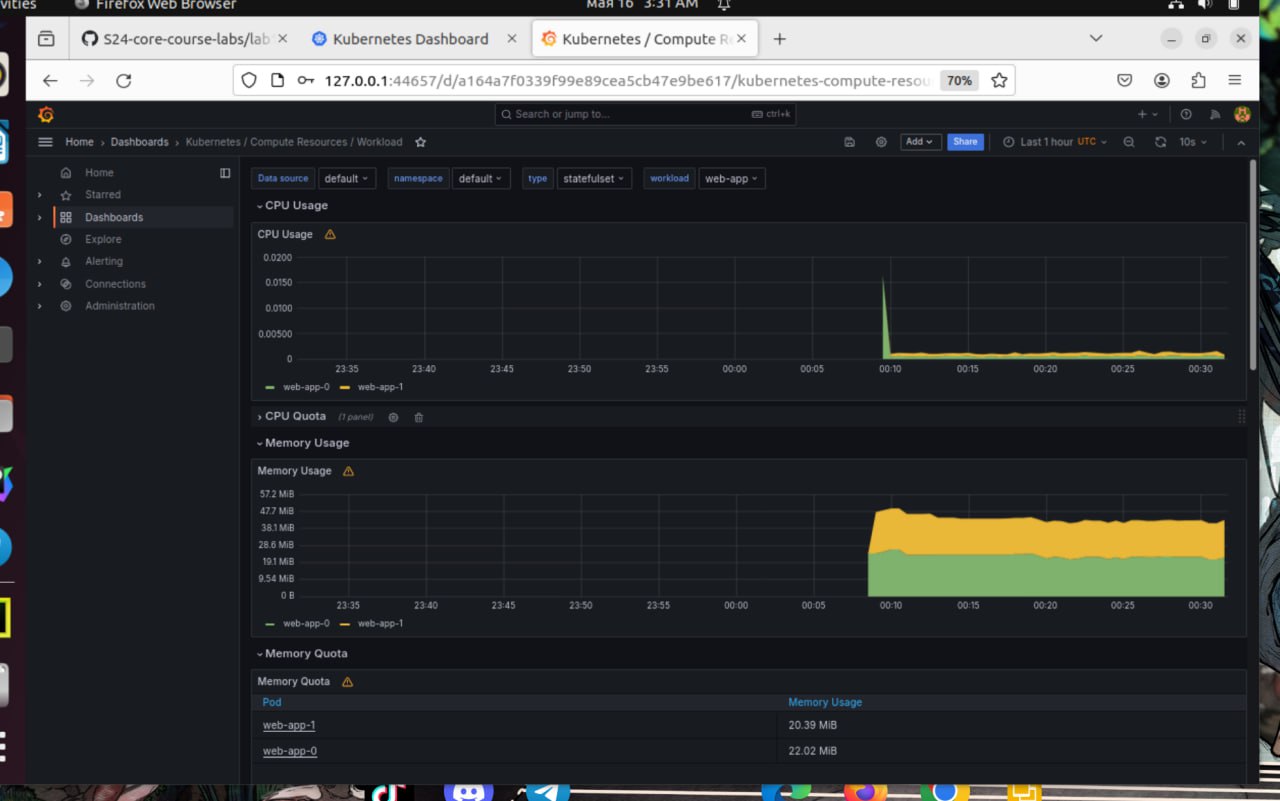 vities Firefox Web Browser мая 16 3:31 AM
S24-core-course-labs/lab Kubernetes Dashboard Kubernetes / Compute Re
127.0.0.1:44657/d/a164a7f0339f99e89cea5cb47e9be617/kubernetes-compute-resou 70%
Search or jump to... ctrl+k
Home › Dashboards › Kubernetes / Compute Resources / Workload Add Share Last 1 hour UTC 10s
Home
Starred
Dashboards
Explore
Alerting
Connections
Administration
Data source default namespace default type statefulset workload web-app
CPU Usage
CPU Usage
0.0200
0.0150
0.0100
0.00500
0
23:35 23:40 23:45 23:50 23:55 00:00 00:05 00:10 00:15 00:20 00:25 00:30
web-app-0 web-app-1
CPU Quota (1 panel)
Memory Usage
Memory Usage
57.2 MiB
47.7 MiB
38.1 MiB
28.6 MiB
19.1 MiB
9.54 MiB
0 B
23:35 23:40 23:45 23:50 23:55 00:00 00:05 00:10 00:15 00:20 00:25 00:30
web-app-0 web-app-1
Memory Quota
Memory Quota
Pod Memory Usage
web-app-1 20.39 MiB
web-app-0 22.02 MiB